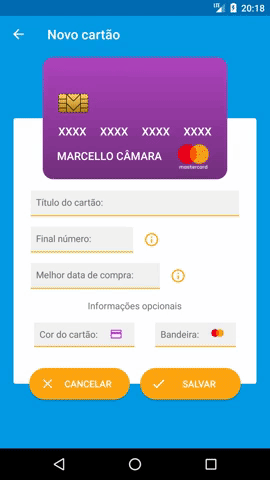 LTE 20:18
Novo cartão
XXXX XXXX XXXX XXXX
MARCELLO CÂMARA
mastercard
Título do cartão:
Final número:
Melhor data de compra:
Informações opcionais
Cor do cartão: Bandeira:
CANCELAR SALVAR